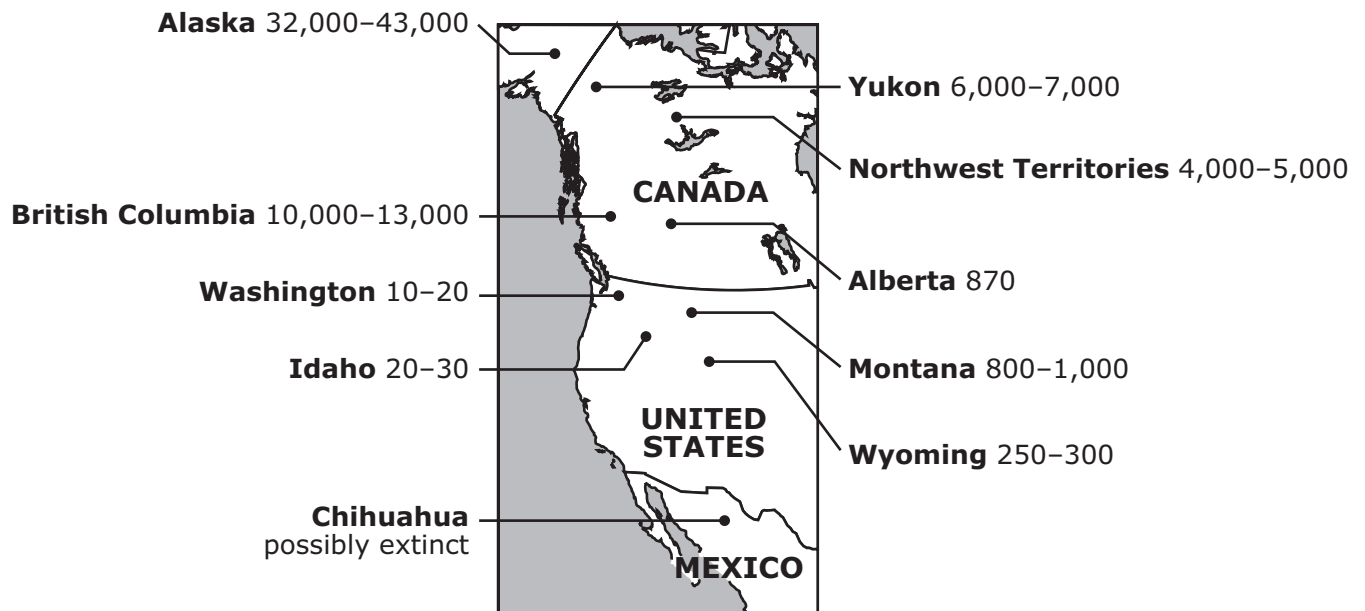 Alaska 32,000–43,000
Yukon 6,000–7,000
Northwest Territories 4,000–5,000
CANADA
British Columbia 10,000–13,000
Alberta 870
Washington 10–20
Idaho 20–30
Montana 800–1,000
UNITED
STATES
Wyoming 250–300
Chihuahua
possibly extinct
MEXICO